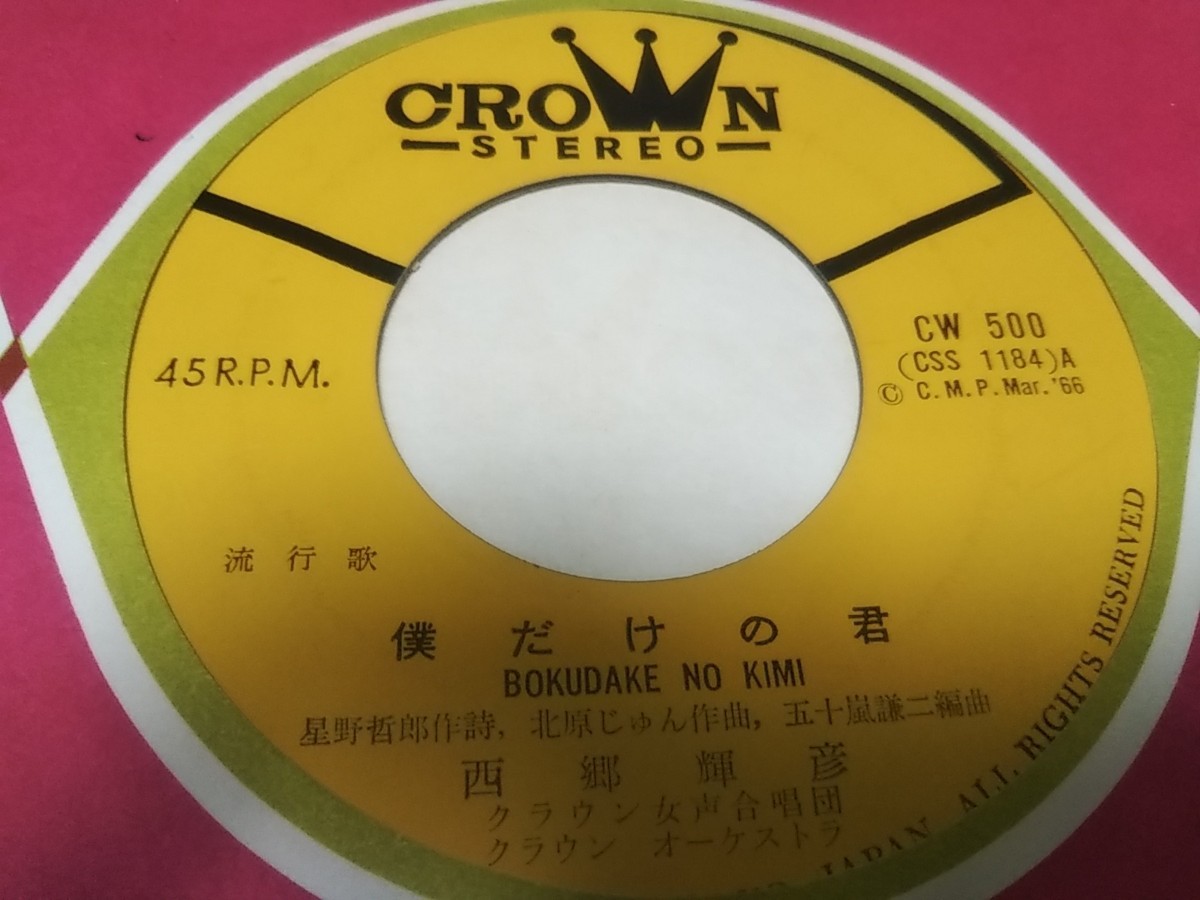 CROWN
STEREO
45 R.P.M.
CW 500
(CSS 1184)A
© C.M.P. Mar. '66
流行歌
僕だけの君
BOKUDAKE NO KIMI
星野哲郎作詩, 北原じゅん作曲, 五十嵐謙二編曲
西郷輝彦
クラウン女声合唱団
クラウン オーケストラ
JAPAN ALL RIGHTS RESERVED